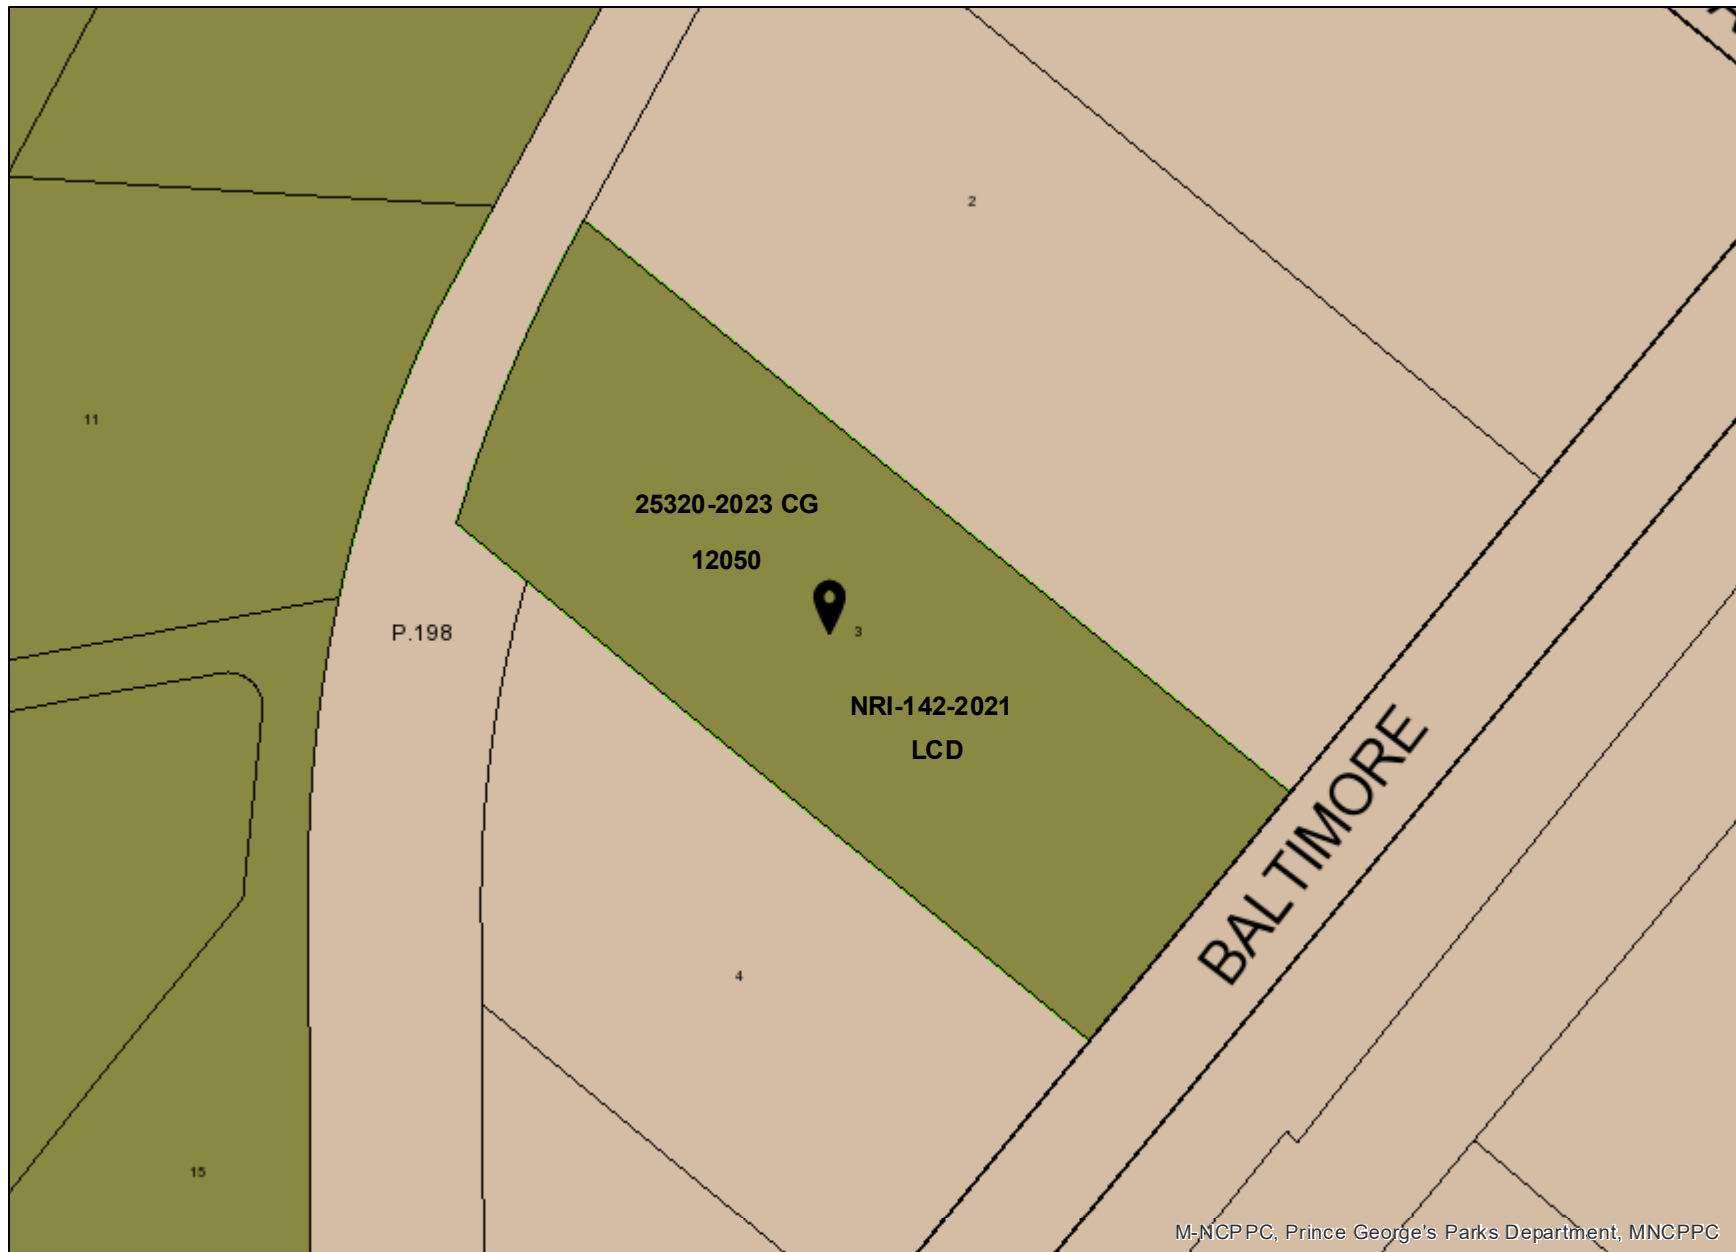 2
11
25320-2023 CG
12050
P.198
3
NRI-142-2021
LCD
BALTIMORE
4
15
M-NCPPC, Prince George's Parks Department, MNCPPC